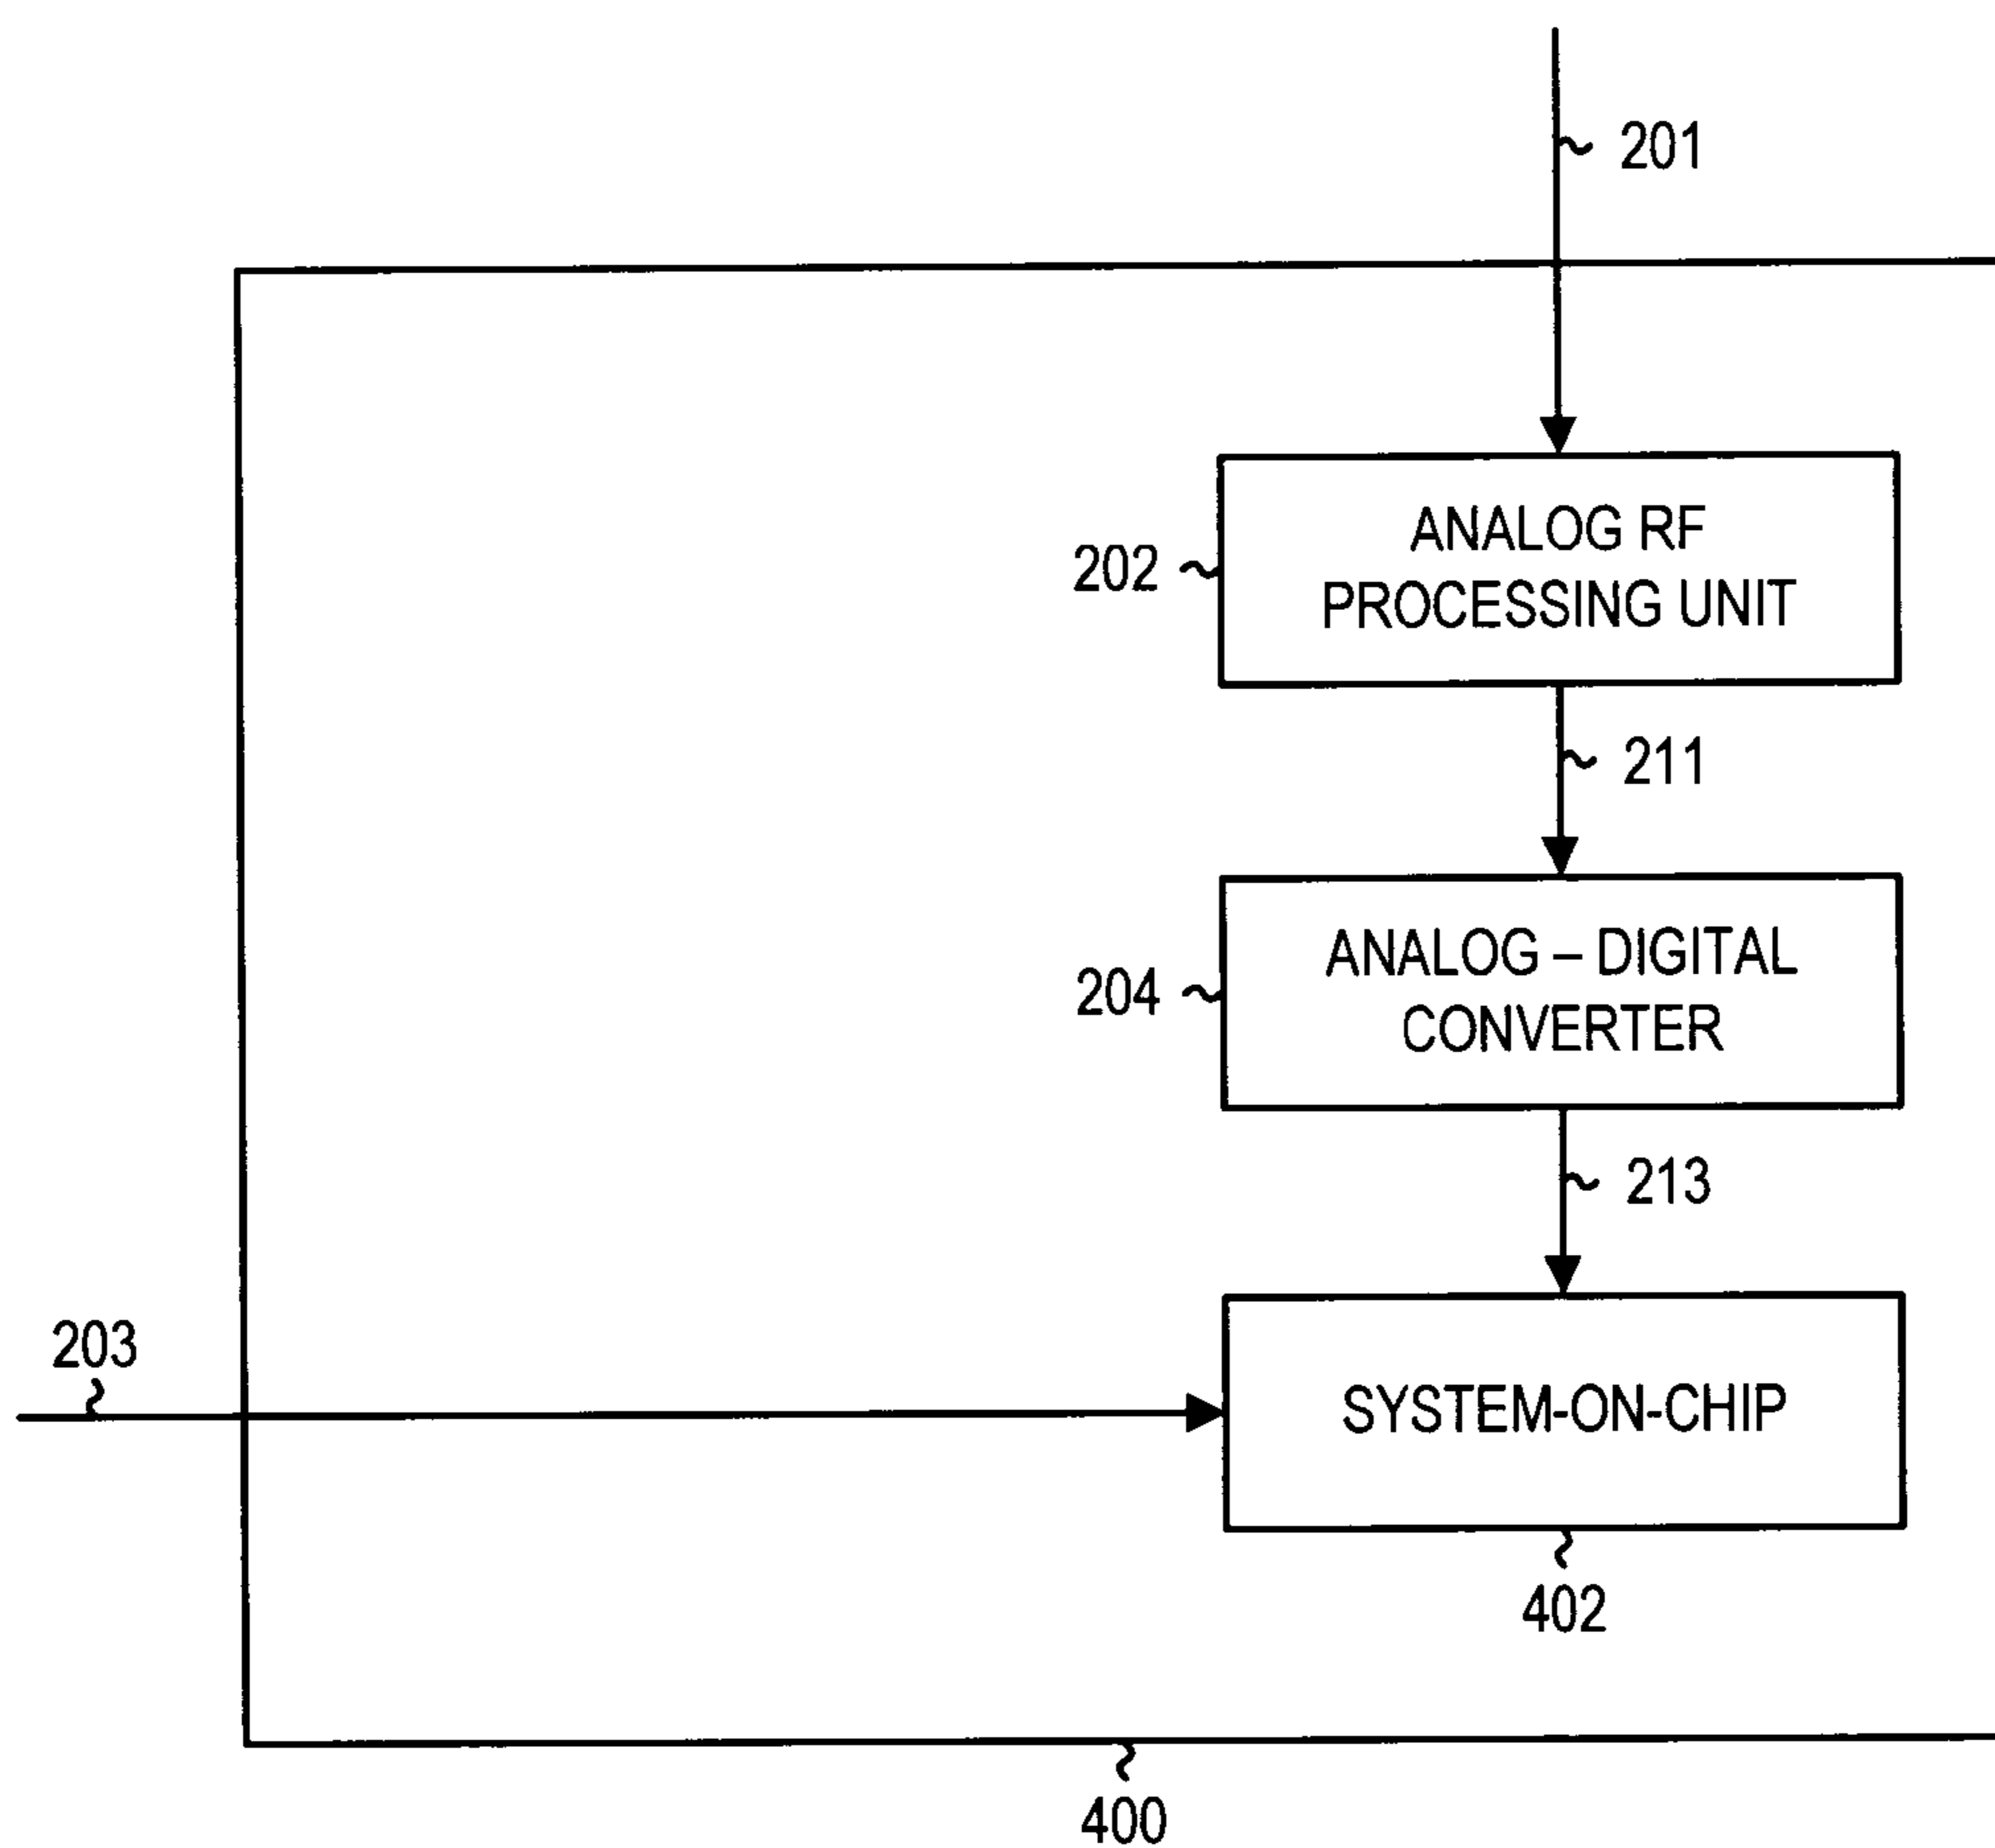 201
ANALOG RF
PROCESSING UNIT
202
211
ANALOG – DIGITAL
CONVERTER
204
213
203
SYSTEM-ON-CHIP
402
400